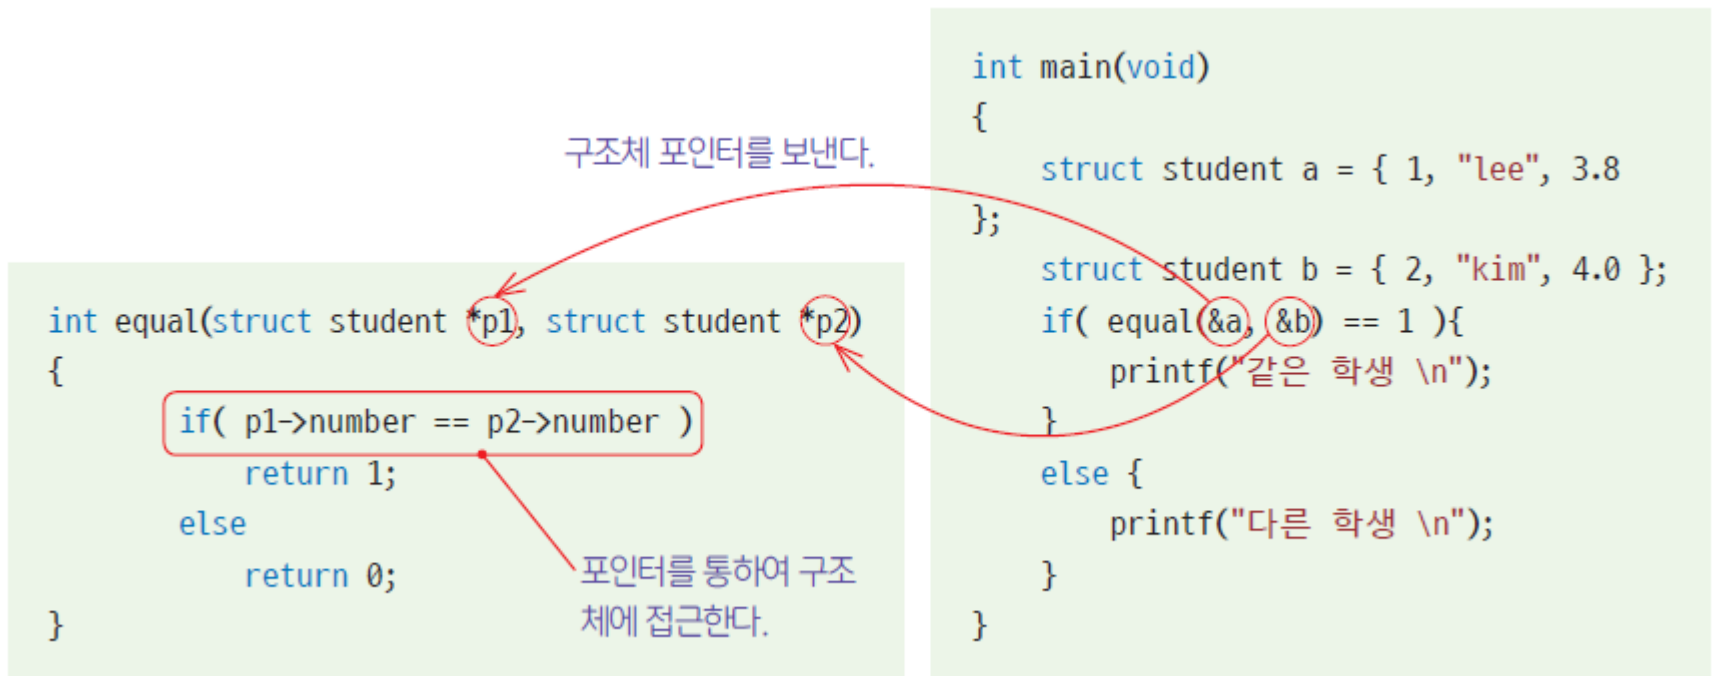 구조체 포인터를 보낸다.
int equal(struct student *p1, struct student *p2)
{
if( p1->number == p2->number )
return 1;
else
return 0;
}
포인터를 통하여 구조
체에 접근한다.
int main(void)
{
struct student a = { 1, "lee", 3.8
};
struct student b = { 2, "kim", 4.0 };
if( equal(&a, &b) == 1 ){
printf("같은 학생 \n");
}
else {
printf("다른 학생 \n");
}
}